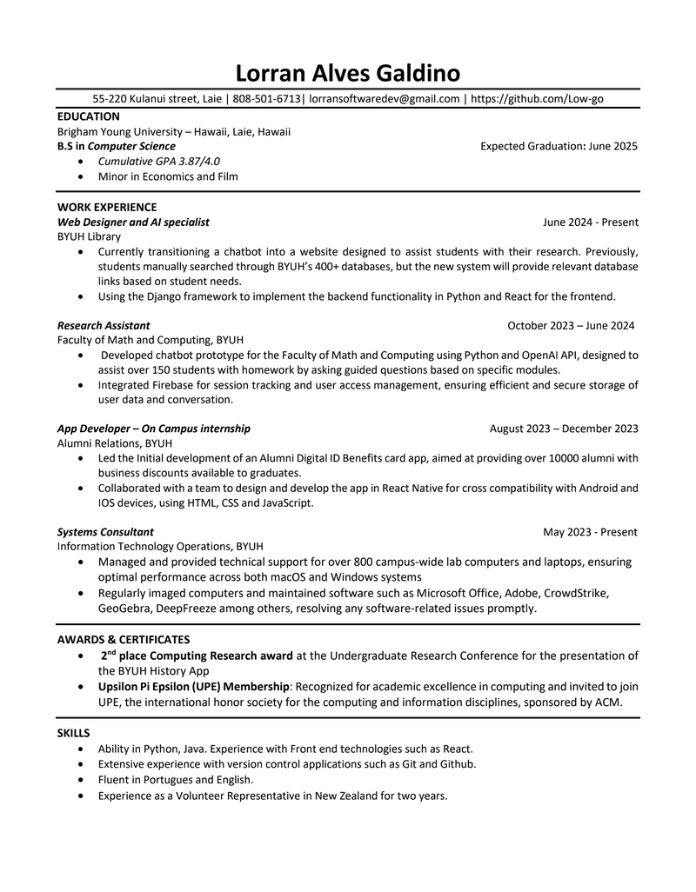 Lorran Alves Galdino
55-220 Kulanui street, Laie | 808-501-6713| lorransoftwaredev@gmail.com | https://github.com/Low-go
EDUCATION
Brigham Young University – Hawaii, Laie, Hawaii
B.S in Computer Science Expected Graduation: June 2025
• Cumulative GPA 3.87/4.0
• Minor in Economics and Film
WORK EXPERIENCE
Web Designer and AI specialist June 2024 - Present
BYUH Library
• Currently transitioning a chatbot into a website designed to assist students with their research. Previously,
students manually searched through BYUH's 400+ databases, but the new system will provide relevant database
links based on student needs.
• Using the Django framework to implement the backend functionality in Python and React for the frontend.
Research Assistant October 2023 – June 2024
Faculty of Math and Computing, BYUH
• Developed chatbot prototype for the Faculty of Math and Computing using Python and OpenAI API, designed to
assist over 150 students with homework by asking guided questions based on specific modules.
• Integrated Firebase for session tracking and user access management, ensuring efficient and secure storage of
user data and conversation.
App Developer – On Campus internship August 2023 – December 2023
Alumni Relations, BYUH
• Led the Initial development of an Alumni Digital ID Benefits card app, aimed at providing over 10000 alumni with
business discounts available to graduates.
• Collaborated with a team to design and develop the app in React Native for cross compatibility with Android and
IOS devices, using HTML, CSS and JavaScript.
Systems Consultant May 2023 - Present
Information Technology Operations, BYUH
• Managed and provided technical support for over 800 campus-wide lab computers and laptops, ensuring
optimal performance across both macOS and Windows systems
• Regularly imaged computers and maintained software such as Microsoft Office, Adobe, CrowdStrike,
GeoGebra, DeepFreeze among others, resolving any software-related issues promptly.
AWARDS & CERTIFICATES
• 2nd place Computing Research award at the Undergraduate Research Conference for the presentation of
the BYUH History App
• Upsilon Pi Epsilon (UPE) Membership: Recognized for academic excellence in computing and invited to join
UPE, the international honor society for the computing and information disciplines, sponsored by ACM.
SKILLS
• Ability in Python, Java. Experience with Front end technologies such as React.
• Extensive experience with version control applications such as Git and Github.
• Fluent in Portugues and English.
• Experience as a Volunteer Representative in New Zealand for two years.